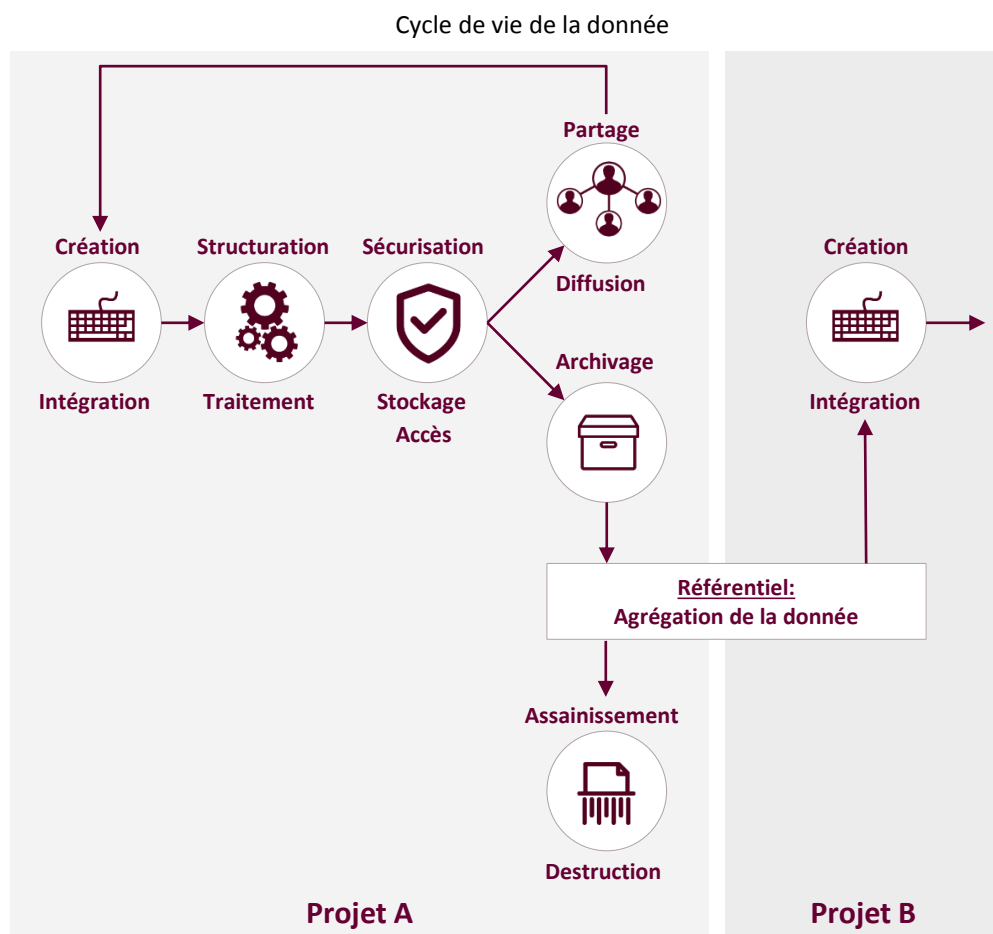 Cycle de vie de la donnée
Partage
Diffusion
Création
Intégration
Structuration
Traitement
Sécurisation
Stockage
Accès
Archivage
Référentiel:
Agrégation de la donnée
Assainissement
Destruction
Projet A
Création
Intégration
Projet B